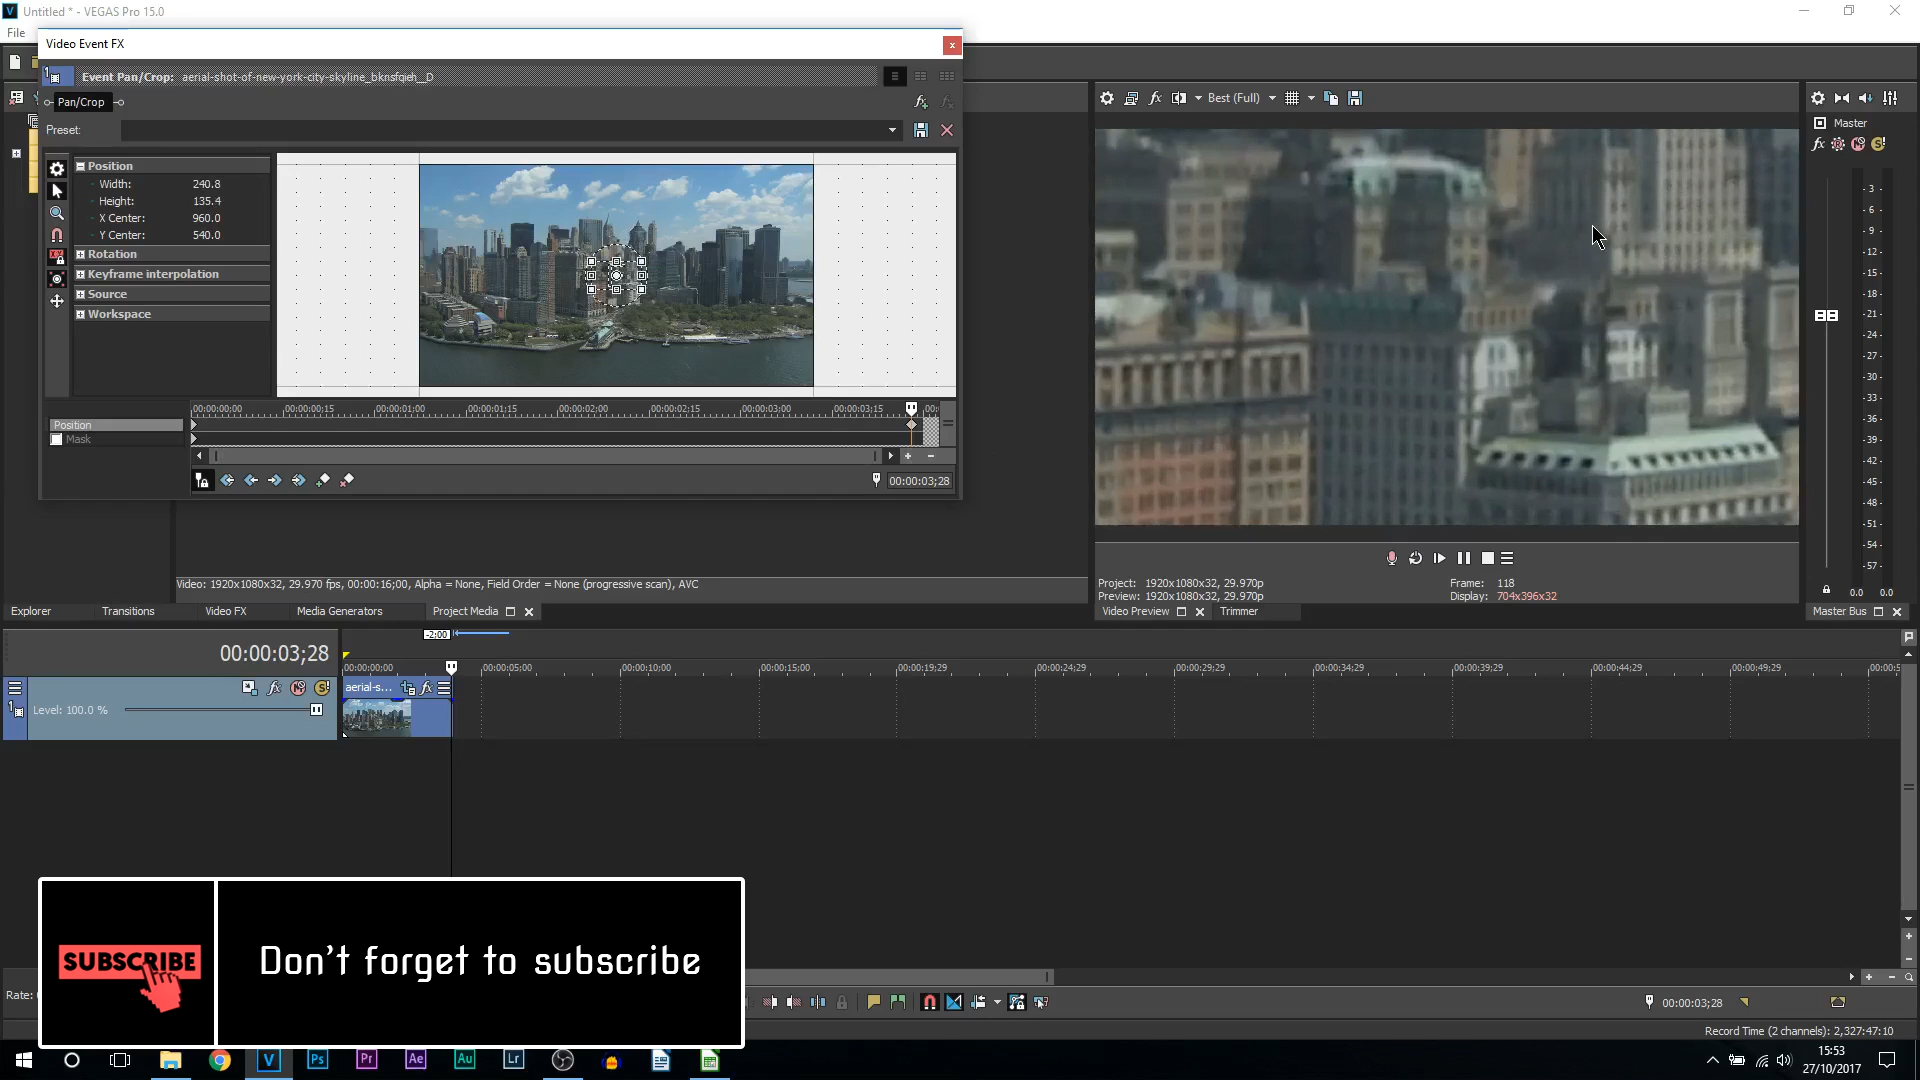 Untitled * - VEGAS Pro 15.0
File
Video Event FX
Event Pan/Crop: aerial-shot-of-new-york-city-skyline_bknsfqieh__D
Pan/Crop
Preset:
Position
Width: 240.8
Height: 135.4
X Center: 960.0
Y Center: 540.0
Rotation
Keyframe interpolation
Source
Workspace
00:00:00;00 00:00:00;15 00:00:01;00 00:00:01;15 00:00:02;00 00:00:02;15 00:00:03;00 00:00:03;15
Position
Mask
00:00:03;28
Best (Full)
Master
-3 -6 -9 -12 -15 -18 -21 -24 -27 -30 -33 -36 -39 -42 -45 -48 -51 -54 -57
0.0 0.0
Video: 1920x1080x32, 29.970 fps, 00:00:16;00, Alpha = None, Field Order = None (progressive scan), AVC
Project: 1920x1080x32, 29.970p
Preview: 1920x1080x32, 29.970p
Frame: 118
Display: 704x396x32
Explorer Transitions Video FX Media Generators Project Media
Video Preview Trimmer
Master Bus
-2:00
00:00:03;28
00:00:00;00 00:00:05;00 00:00:10;00 00:00:15;00 00:00:19;29 00:00:24;29 00:00:29;29 00:00:34;29 00:00:39;29 00:00:44;29 00:00:49;29
aerial-s...
Level: 100.0 %
SUBSCRIBE
Don't forget to subscribe
Rate:
00:00:03;28
Record Time (2 channels): 2,327:47:10
V Ps Pr Ae Au Lr
15:53
27/10/2017